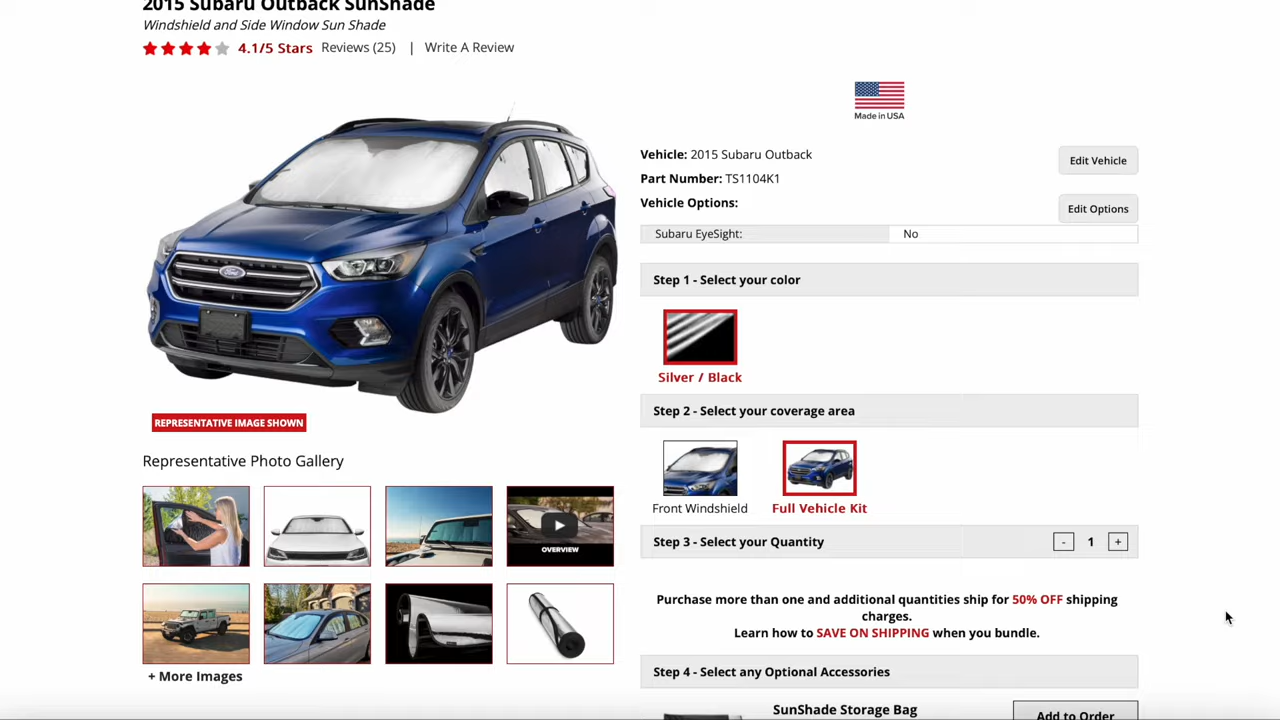 2015 Subaru Outback SunShade
Windshield and Side Window Sun Shade
4.1/5 Stars Reviews (25) | Write A Review
Made in USA
Vehicle: 2015 Subaru Outback
Edit Vehicle
Part Number: TS1104K1
Vehicle Options:
Edit Options
Subaru EyeSight: No
Step 1 - Select your color
Silver / Black
Step 2 - Select your coverage area
Front Windshield
Full Vehicle Kit
Step 3 - Select your Quantity
- 1 +
Purchase more than one and additional quantities ship for 50% OFF shipping
charges.
Learn how to SAVE ON SHIPPING when you bundle.
Step 4 - Select any Optional Accessories
SunShade Storage Bag
Add to Order
Ford
REPRESENTATIVE IMAGE SHOWN
Representative Photo Gallery
OVERVIEW
+ More Images